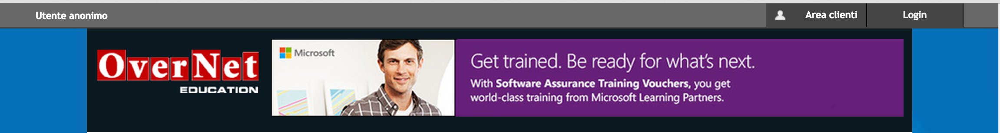 Utente anonimo
Area clienti
Login
OverNet
EDUCATION
Microsoft
Get trained. Be ready for what's next.
With Software Assurance Training Vouchers, you get
world-class training from Microsoft Learning Partners.